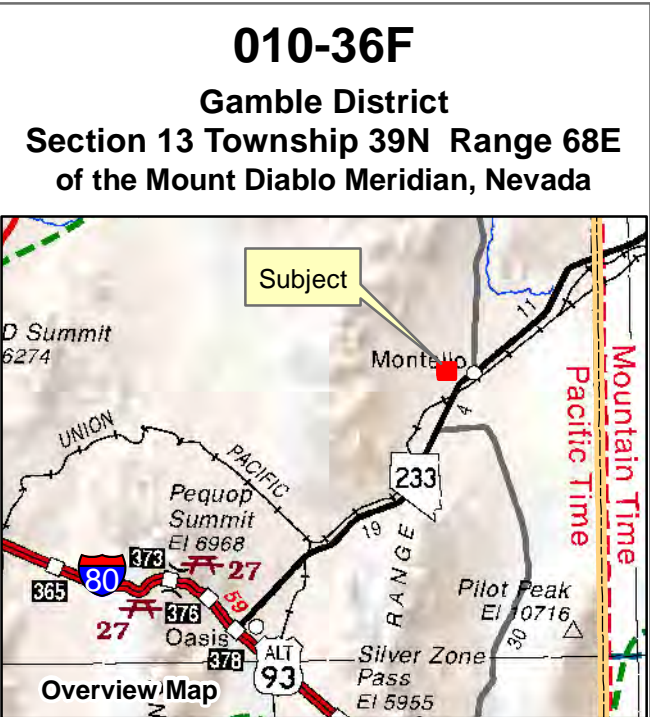 010-36F
Gamble District
Section 13 Township 39N Range 68E
of the Mount Diablo Meridian, Nevada
Subject
D Summit
6274
Montello
11
4
UNION
PACIFIC
233
19
Pequop
Summit
El 6968
RANGE
Mountain Time
Pacific Time
373
27
365
80
376
59
27
Oasis
378
ALT
93
Pilot Peak
El 10716
30
Silver Zone
Pass
El 5955
Overview Map